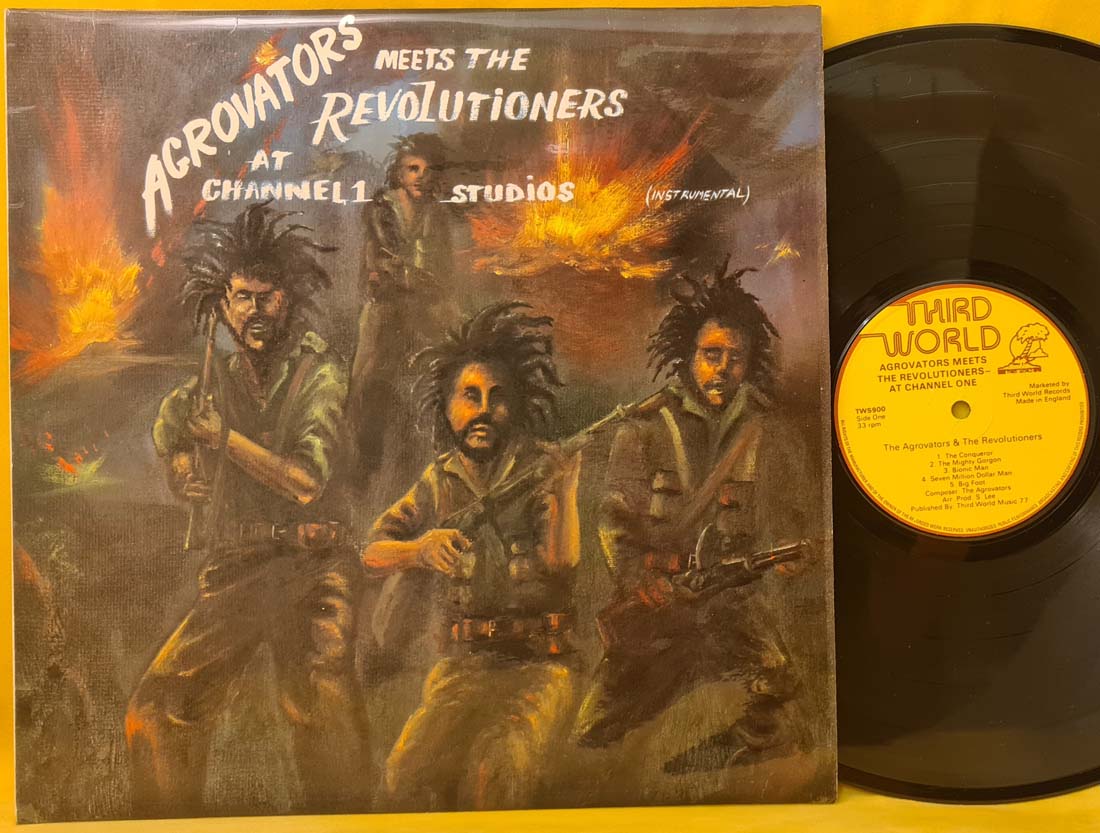 AGROVATORS
MEETS THE
REVOLUTIONERS
AT
CHANNEL 1 STUDIOS (INSTRUMENTAL)
THIRD
WORLD
AGROVATORS MEETS
THE REVOLUTIONERS–
AT CHANNEL ONE
Marketed by
Third World Records
Made in England
TWS900
Side One
33 rpm
The Agrovators & The Revolutioners
1. The Conqueror
2. The Mighty Gorgon
3. Bionic Man
4. Seven Million Dollar Man
5. Big Foot
Composer: The Agrovators
Arr. Prod. S. Lee
Published By: Third World Music 77